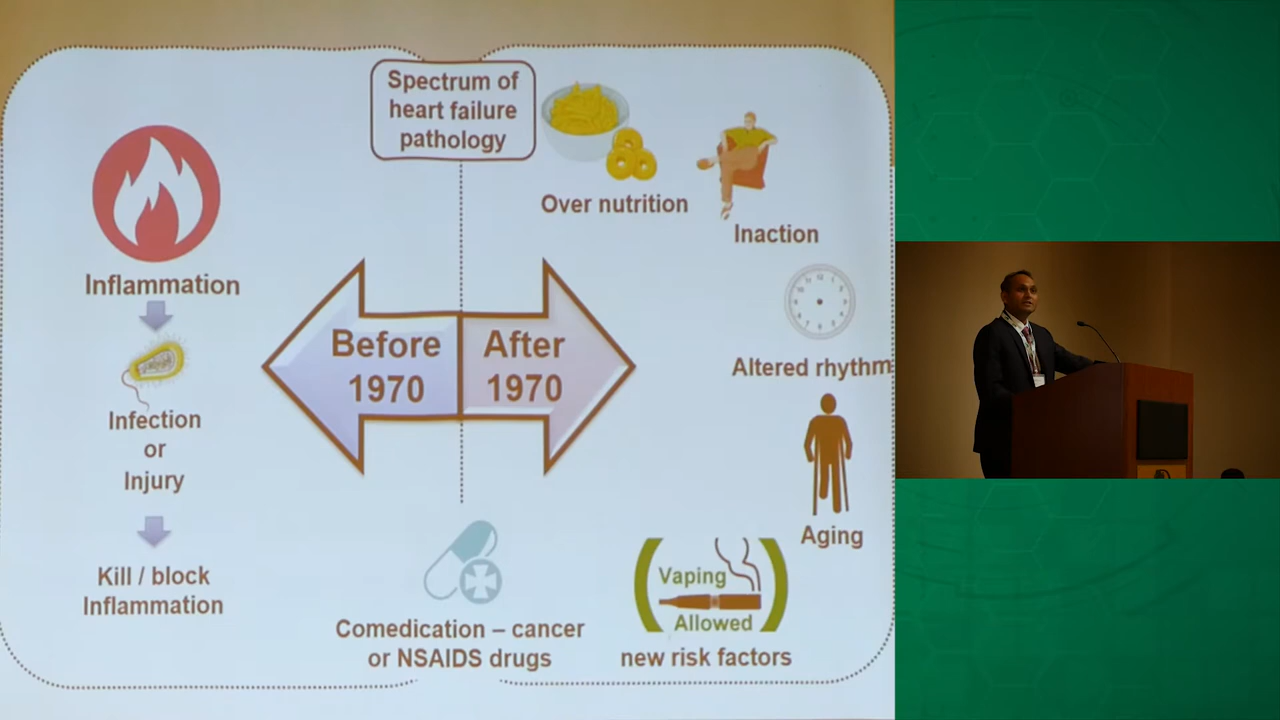 Spectrum of
heart failure
pathology
Inflammation
Infection
or
Injury
Kill / block
Inflammation
Before
1970
After
1970
Over nutrition
Inaction
Altered rhythm
Aging
Vaping
Allowed
new risk factors
Comedication – cancer
or NSAIDS drugs